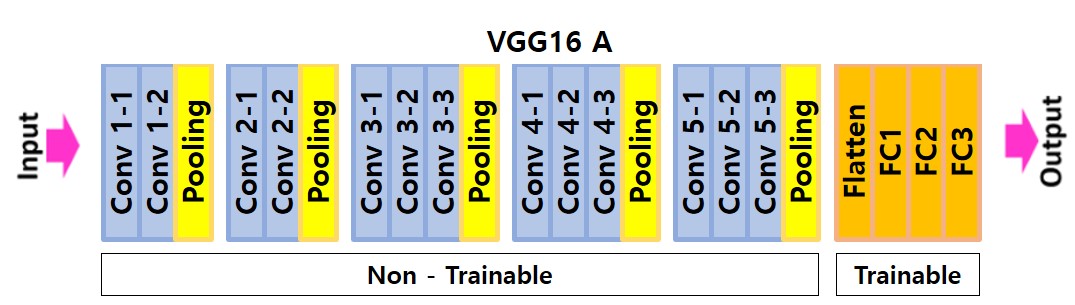 VGG16 A
Input
Conv 1-1
Conv 1-2
Pooling
Conv 2-1
Conv 2-2
Pooling
Conv 3-1
Conv 3-2
Conv 3-3
Pooling
Conv 4-1
Conv 4-2
Conv 4-3
Pooling
Conv 5-1
Conv 5-2
Conv 5-3
Pooling
Flatten
FC1
FC2
FC3
Output
Non - Trainable
Trainable